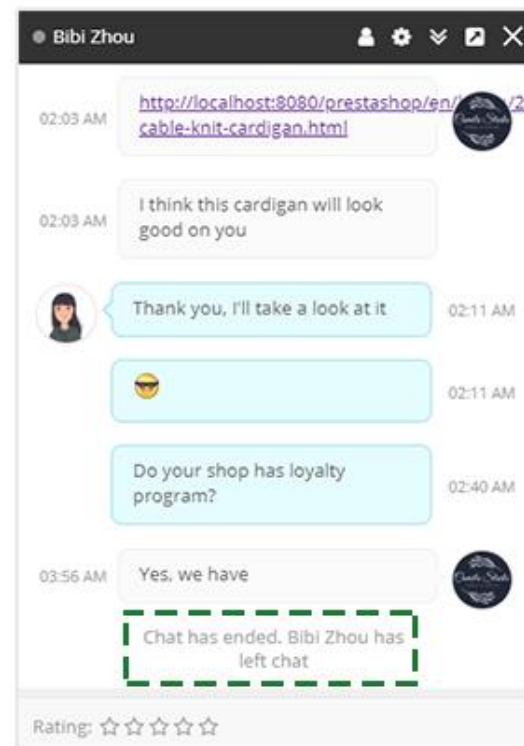 Bibi Zhou
02:03 AM
http://localhost:8080/prestashop/en/
cable-knit-cardigan.html
02:03 AM
I think this cardigan will look
good on you
Thank you, I'll take a look at it
02:11 AM
02:11 AM
Do your shop has loyalty
program?
02:40 AM
03:56 AM
Yes, we have
Chat has ended. Bibi Zhou has
left chat
Rating: